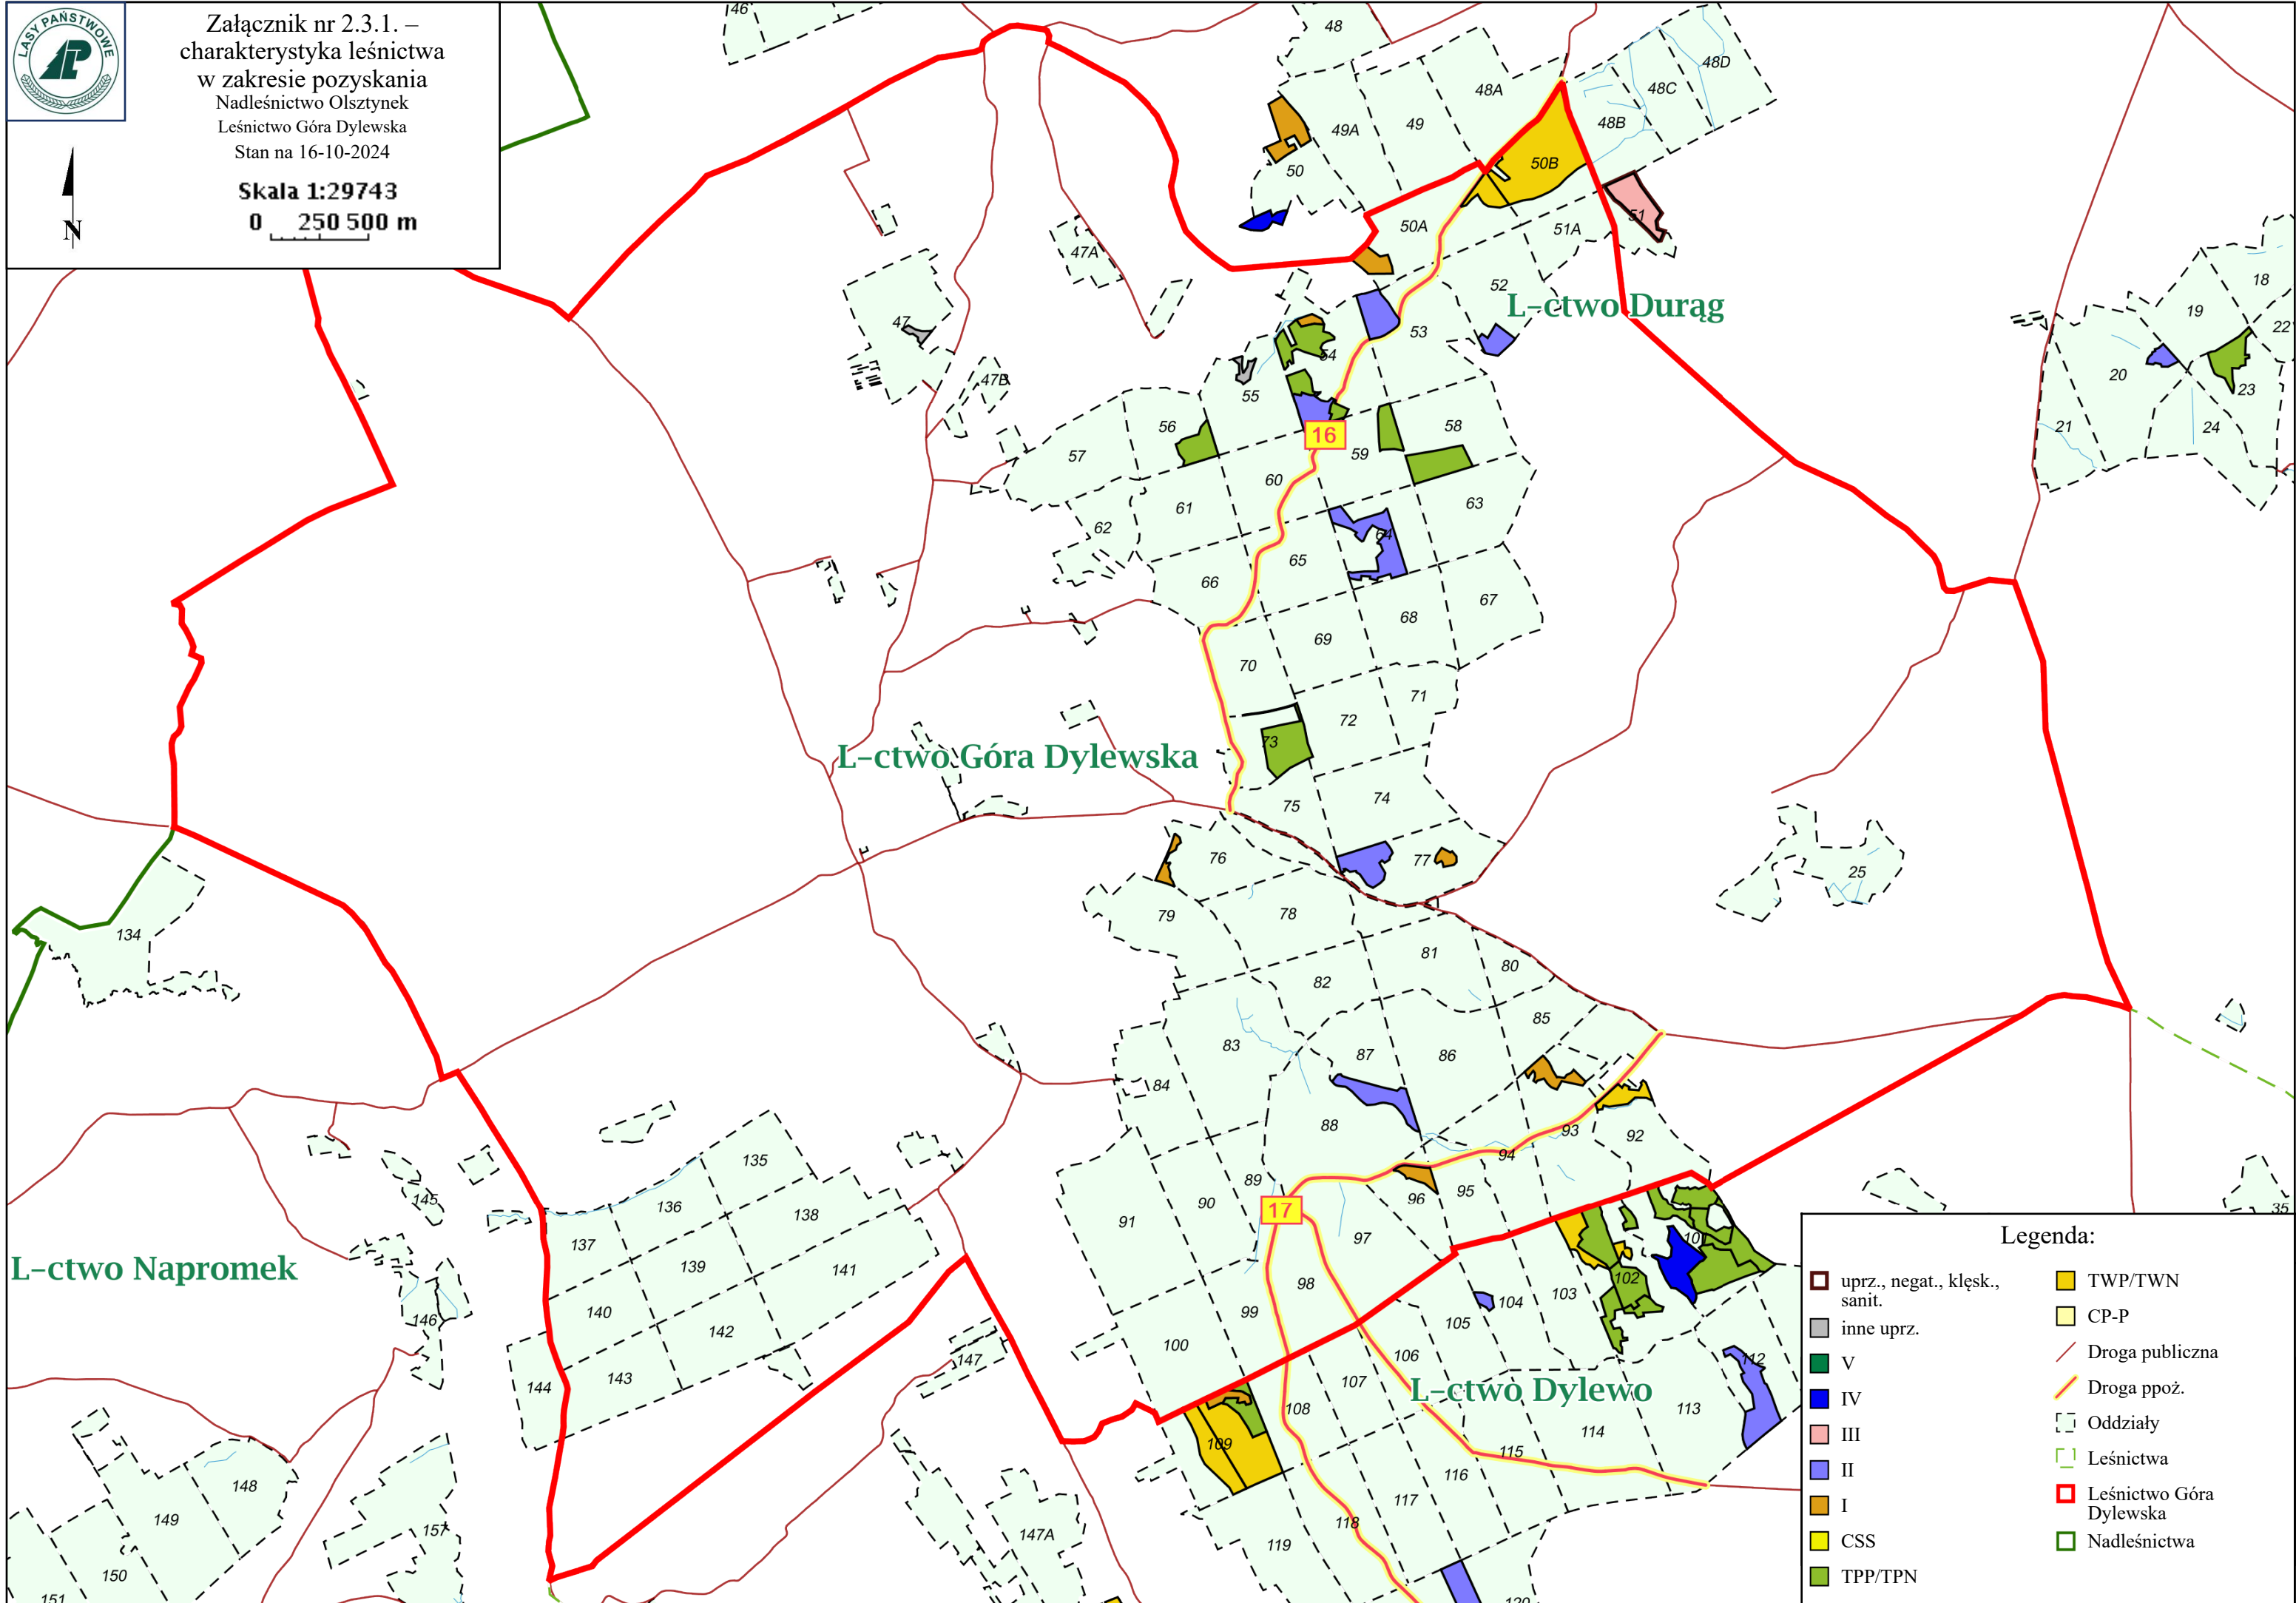 LASY PAŃSTWOWE
Załącznik nr 2.3.1. –
charakterystyka leśnictwa
w zakresie pozyskania
Nadleśnictwo Olsztynek
Leśnictwo Góra Dylewska
Stan na 16-10-2024
Skala 1:29743
0 250 500 m
N
46
48
48A
48B
48C
48D
49A
49
50
50B
50A
51
51A
52
L-ctwo Durąg
47A
47
47B
53
54
55
56
57
58
59
16
60
61
62
63
64
65
66
67
68
69
70
71
72
73
74
75
L-ctwo Góra Dylewska
76
77
78
79
80
81
82
83
84
85
86
87
88
89
90
91
92
93
94
95
96
97
17
98
99
100
18
19
20
21
22
23
24
25
35
134
135
136
137
138
139
140
141
142
143
144
145
146
L-ctwo Napromek
147
147A
148
149
150
151
157
101
102
103
104
105
106
107
108
109
L-ctwo Dylewo
112
113
114
115
116
117
118
119
120
Legenda:
uprz., negat., klęsk.,
sanit.
inne uprz.
V
IV
III
II
I
CSS
TPP/TPN
TWP/TWN
CP-P
Droga publiczna
Droga ppoż.
Oddziały
Leśnictwa
Leśnictwo Góra
Dylewska
Nadleśnictwa